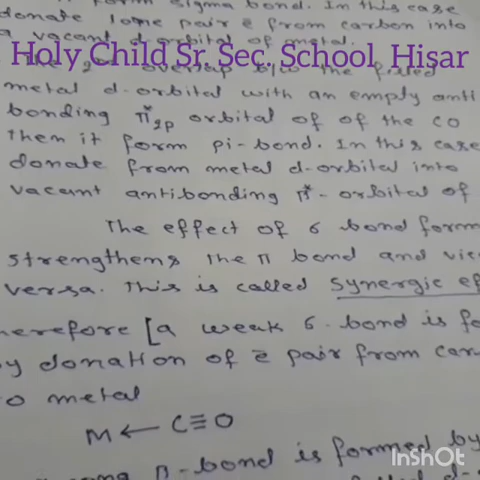 form sigma bond. In this case
donate lone pair ē from carbon into
a vacant d-orbital of metal.
Holy Child Sr. Sec. School Hisar
The 2nd overlap b/w the filled
metal d-orbital with an empty anti
bonding π*2p orbital of of the CO
then it form pi-bond. In this case
donate from metal d-orbital into
vacant antibonding π*-orbital of
The effect of σ bond form
strengthens the π bond and vic
versa. This is called synergic ef
herefore [a weak σ-bond is fo
by donation of ē pair from car
to metal
M ← C≡O
π-bond is formed by
InShOt